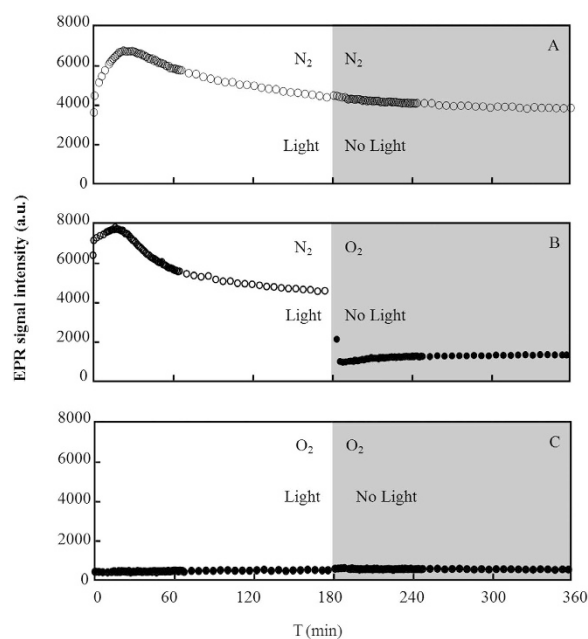 8000
A
N₂ N₂
6000
4000
Light No Light
2000
0
8000
B
N₂ O₂
6000
4000
Light No Light
2000
0
8000
C
O₂ O₂
6000
Light No Light
4000
2000
0
0 60 120 180 240 300 360
T (min)
EPR signal intensity (a.u.)